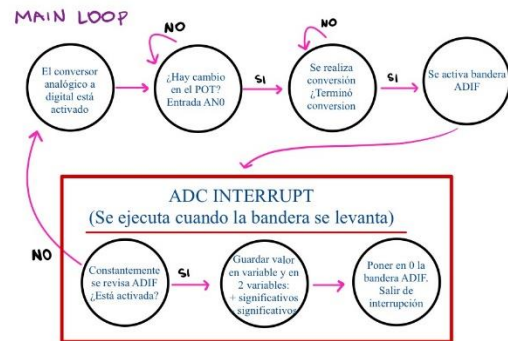 MAIN LOOP
NO
NO
El conversor
analógico a
digital está
activado
¿Hay cambio
en el POT?
Entrada AN0
SI
Se realiza
conversión
¿Terminó
conversion
SI
Se activa bandera
ADIF
ADC INTERRUPT
(Se ejecuta cuando la bandera se levanta)
NO
Constantemente
se revisa ADIF
¿Está activada?
SI
Guardar valor
en variable y en
2 variables:
+ significativos
significativos
Poner en 0 la
bandera ADIF.
Salir de
interrupción